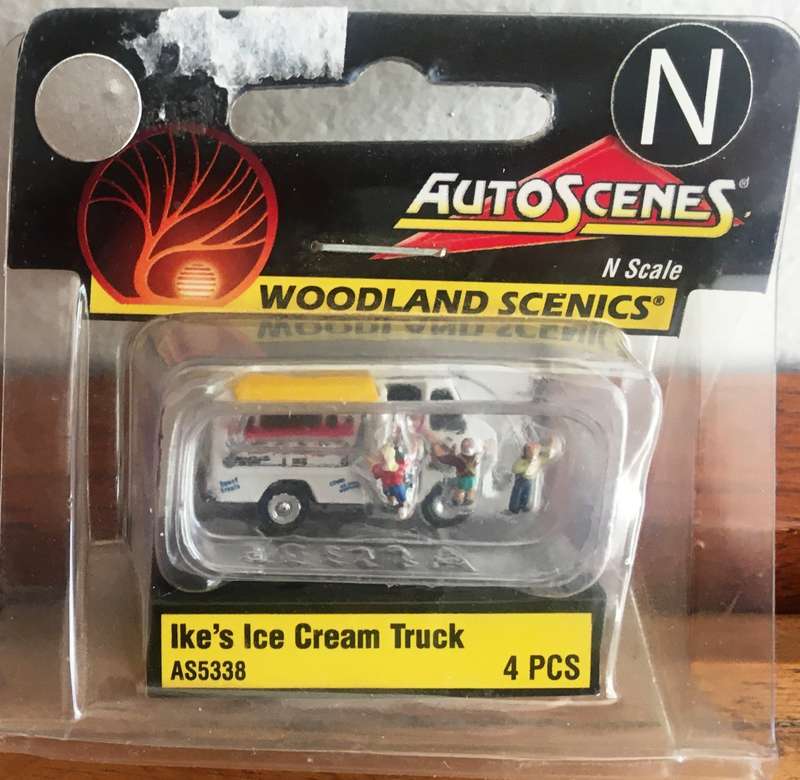 N
AUTOSCENES®
N Scale
WOODLAND SCENICS®
Ike's Ice Cream Truck
AS5338
4 PCS